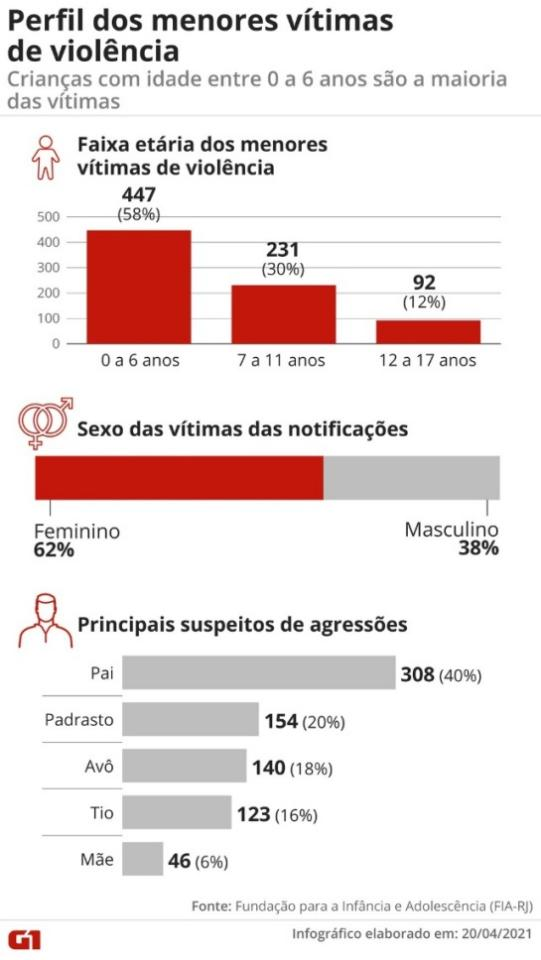 Perfil dos menores vítimas
de violência
Crianças com idade entre 0 a 6 anos são a maioria
das vítimas
Faixa etária dos menores
vítimas de violência
447
(58%)
231
(30%)
92
(12%)
500
400
300
200
100
0
0 a 6 anos
7 a 11 anos
12 a 17 anos
Sexo das vítimas das notificações
Feminino
62%
Masculino
38%
Principais suspeitos de agressões
Pai 308 (40%)
Padrasto 154 (20%)
Avô 140 (18%)
Tio 123 (16%)
Mãe 46 (6%)
Fonte: Fundação para a Infância e Adolescência (FIA-RJ)
G1
Infográfico elaborado em: 20/04/2021